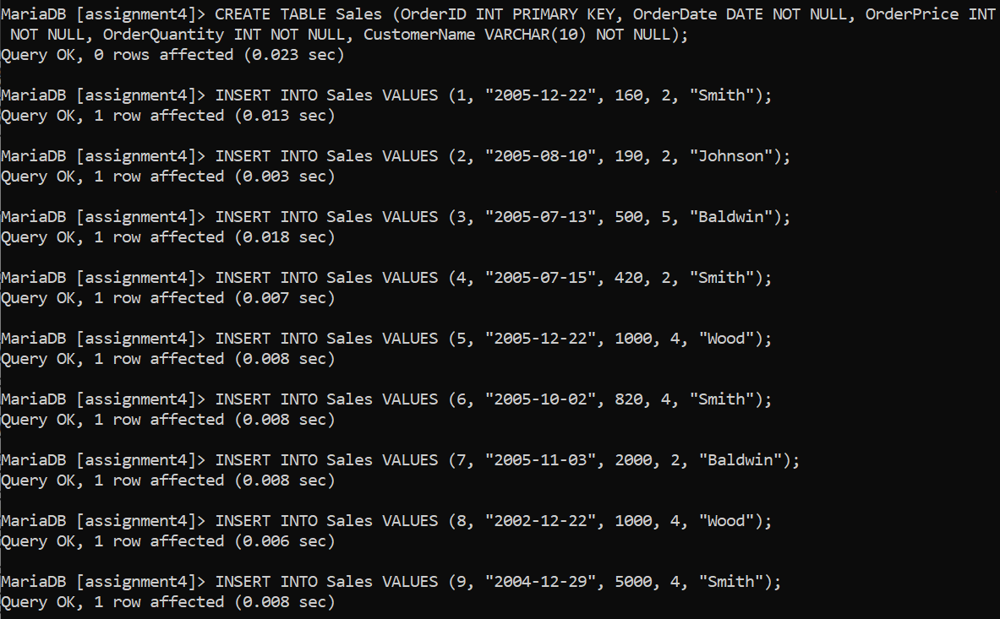 MariaDB [assignment4]> CREATE TABLE Sales (OrderID INT PRIMARY KEY, OrderDate DATE NOT NULL, OrderPrice INT
NOT NULL, OrderQuantity INT NOT NULL, CustomerName VARCHAR(10) NOT NULL);
Query OK, 0 rows affected (0.023 sec)
MariaDB [assignment4]> INSERT INTO Sales VALUES (1, "2005-12-22", 160, 2, "Smith");
Query OK, 1 row affected (0.013 sec)
MariaDB [assignment4]> INSERT INTO Sales VALUES (2, "2005-08-10", 190, 2, "Johnson");
Query OK, 1 row affected (0.003 sec)
MariaDB [assignment4]> INSERT INTO Sales VALUES (3, "2005-07-13", 500, 5, "Baldwin");
Query OK, 1 row affected (0.018 sec)
MariaDB [assignment4]> INSERT INTO Sales VALUES (4, "2005-07-15", 420, 2, "Smith");
Query OK, 1 row affected (0.007 sec)
MariaDB [assignment4]> INSERT INTO Sales VALUES (5, "2005-12-22", 1000, 4, "Wood");
Query OK, 1 row affected (0.008 sec)
MariaDB [assignment4]> INSERT INTO Sales VALUES (6, "2005-10-02", 820, 4, "Smith");
Query OK, 1 row affected (0.008 sec)
MariaDB [assignment4]> INSERT INTO Sales VALUES (7, "2005-11-03", 2000, 2, "Baldwin");
Query OK, 1 row affected (0.008 sec)
MariaDB [assignment4]> INSERT INTO Sales VALUES (8, "2002-12-22", 1000, 4, "Wood");
Query OK, 1 row affected (0.006 sec)
MariaDB [assignment4]> INSERT INTO Sales VALUES (9, "2004-12-29", 5000, 4, "Smith");
Query OK, 1 row affected (0.008 sec)